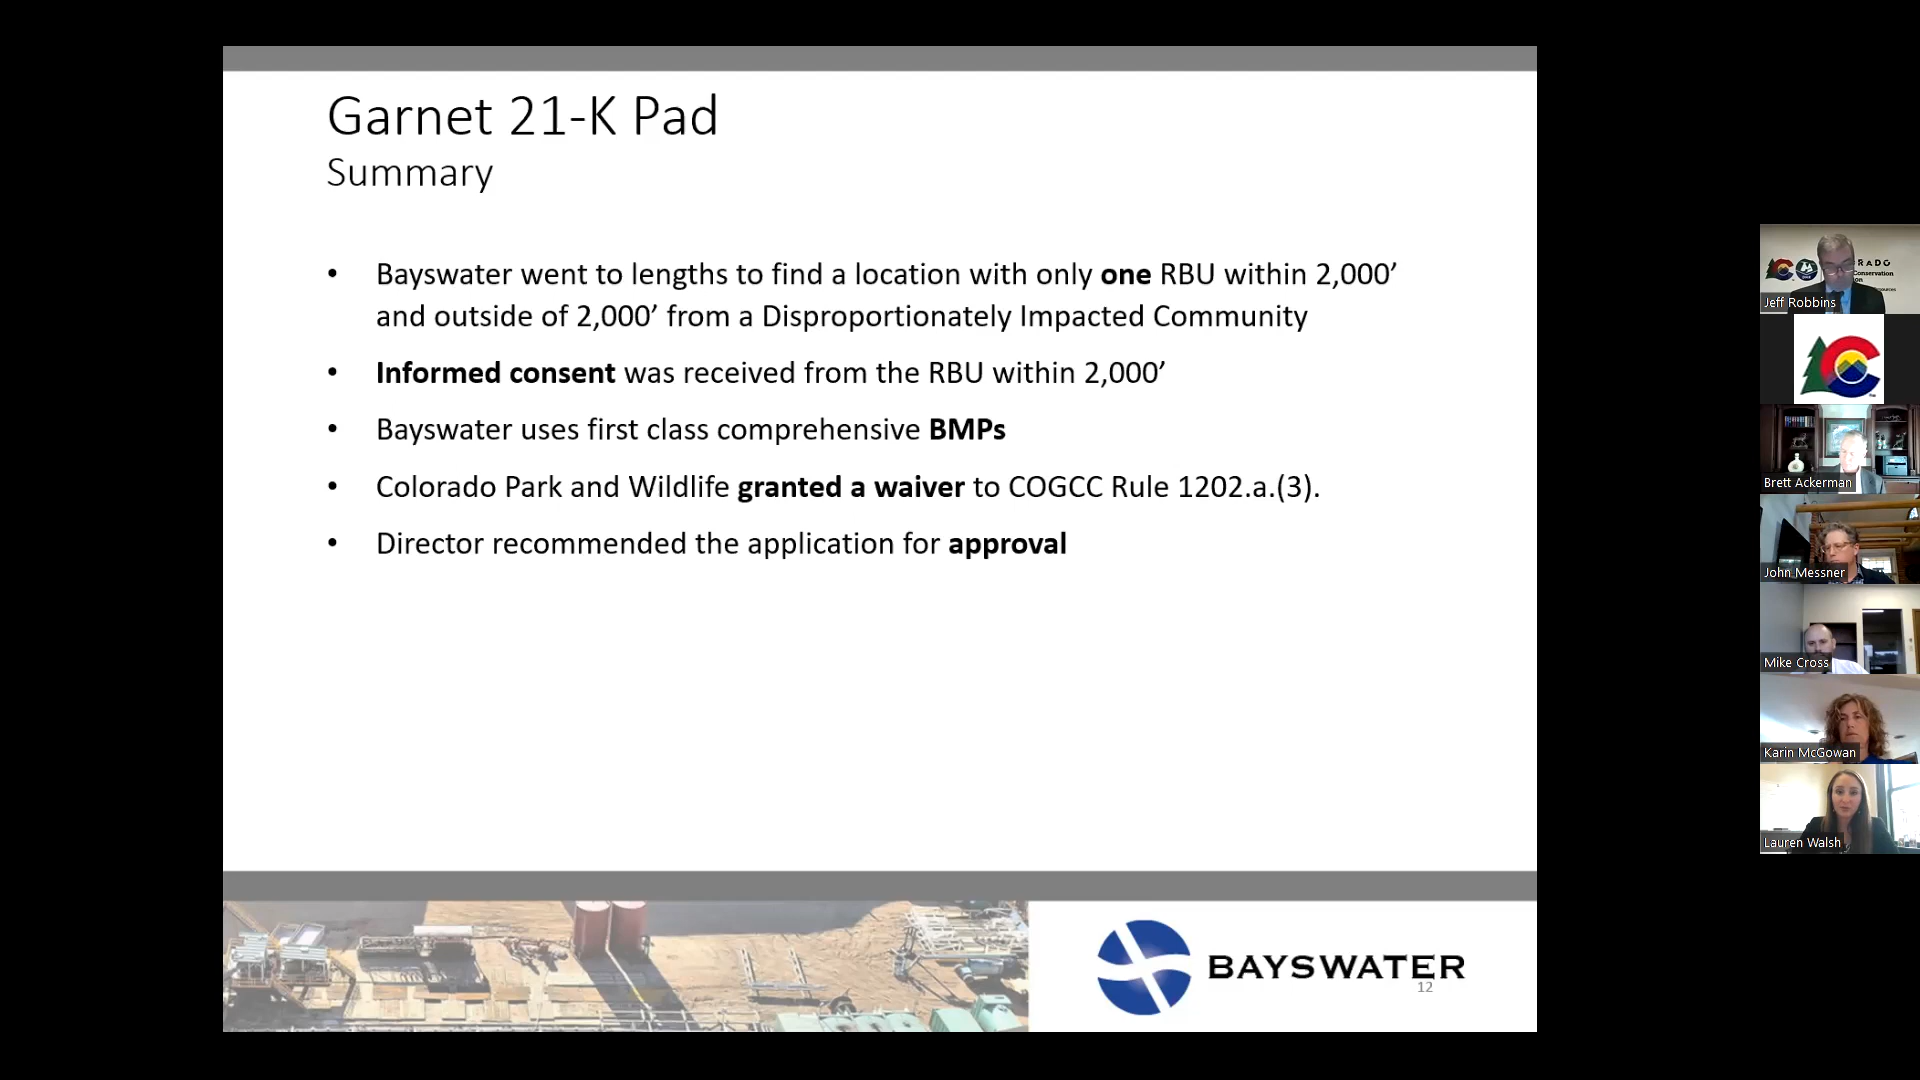 Garnet 21-K Pad
Summary
• Bayswater went to lengths to find a location with only one RBU within 2,000’
and outside of 2,000’ from a Disproportionately Impacted Community
• Informed consent was received from the RBU within 2,000’
• Bayswater uses first class comprehensive BMPs
• Colorado Park and Wildlife granted a waiver to COGCC Rule 1202.a.(3).
• Director recommended the application for approval
BAYSWATER
12
RADO
Conservation
Jeff Robbins
Brett Ackerman
John Messner
Mike Cross
Karin McGowan
Lauren Walsh